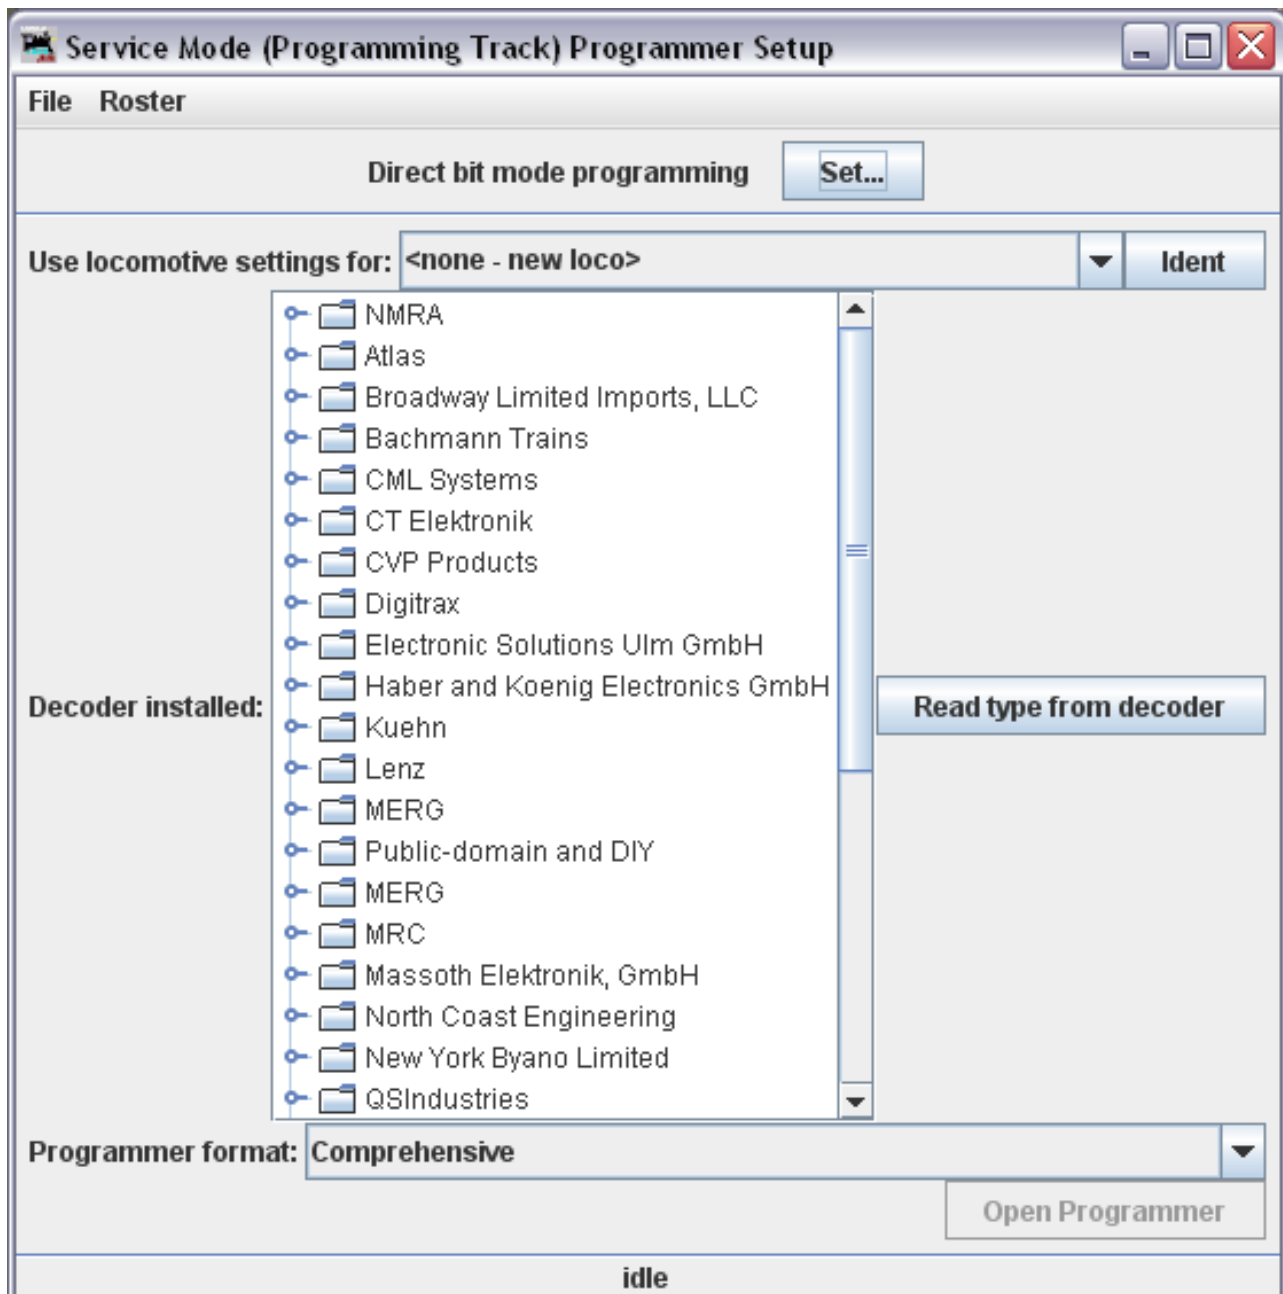 Service Mode (Programming Track) Programmer Setup
File Roster
Direct bit mode programming Set...
Use locomotive settings for: <none - new loco> Ident
NMRA
Atlas
Broadway Limited Imports, LLC
Bachmann Trains
CML Systems
CT Elektronik
CVP Products
Digitrax
Electronic Solutions Ulm GmbH
Haber and Koenig Electronics GmbH
Decoder installed: Read type from decoder
Kuehn
Lenz
MERG
Public-domain and DIY
MERG
MRC
Massoth Elektronik, GmbH
North Coast Engineering
New York Byano Limited
QSIndustries
Programmer format: Comprehensive
Open Programmer
idle